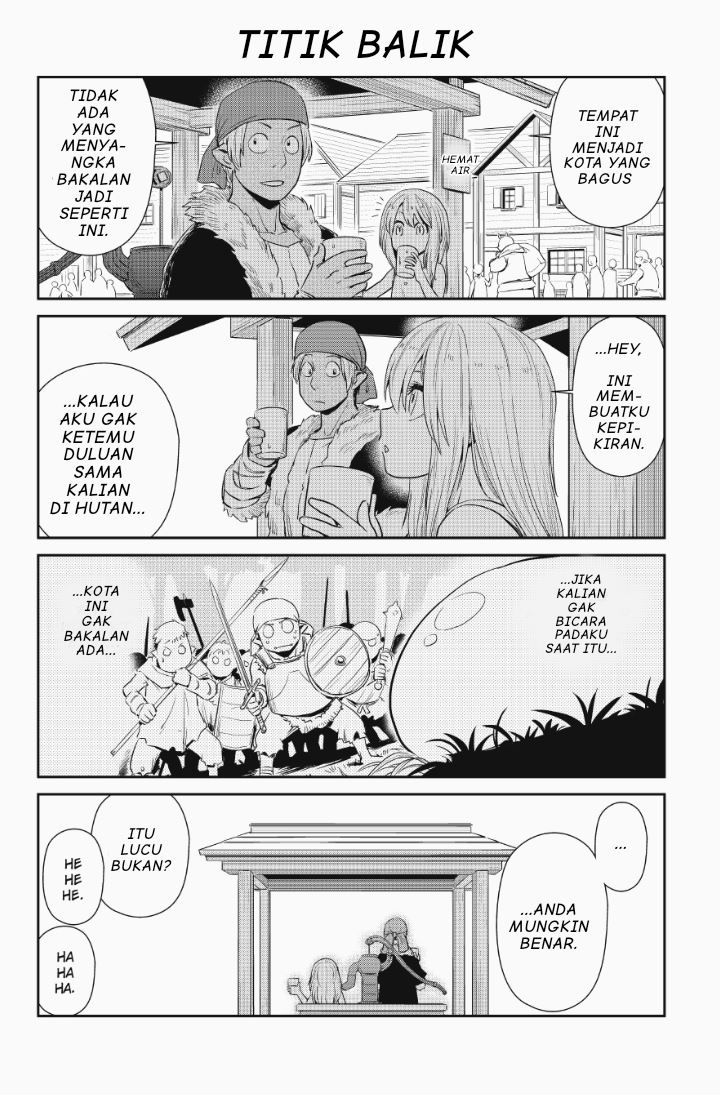 TITIK BALIK
TEMPAT
INI
MENJADI
KOTA YANG
BAGUS
HEMAT
AIR
TIDAK
ADA
YANG
MENYA-
NGKA
BAKALAN
JADI
SEPERTI
INI.
...HEY,
INI
MEM-
BUATKU
KEPI-
KIRAN.
...KALAU
AKU GAK
KETEMU
DULUAN
SAMA
KALIAN
DI HUTAN...
...JIKA
KALIAN
GAK
BICARA
PADAKU
SAAT ITU...
...KOTA
INI
GAK
BAKALAN
ADA...
...
...ANDA
MUNGKIN
BENAR.
ITU
LUCU
BUKAN?
HE
HE
HE.
HA
HA
HA.